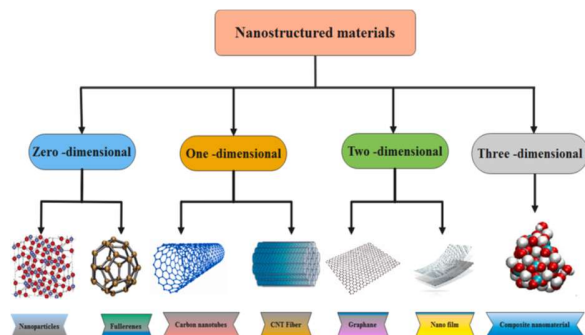 Nanostructured materials
Zero -dimensional
One -dimensional
Two -dimensional
Three -dimensional
Nanoparticles
Fullerenes
Carbon nanotubes
CNT Fiber
Graphane
Nano film
Composite nanomaterial